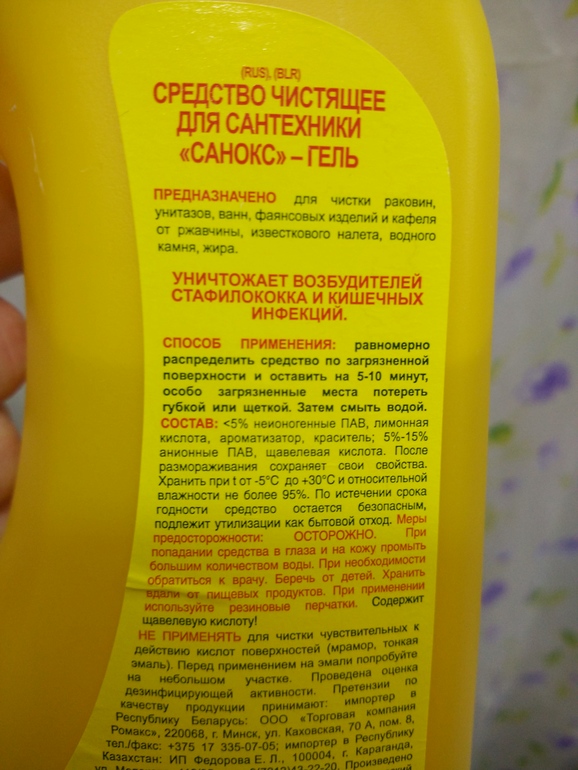 (RUS), (BLR)
СРЕДСТВО ЧИСТЯЩЕЕ
ДЛЯ САНТЕХНИКИ
«САНОКС» – ГЕЛЬ
ПРЕДНАЗНАЧЕНО для чистки раковин,
унитазов, ванн, фаянсовых изделий и кафеля
от ржавчины, известкового налета, водного
камня, жира.
УНИЧТОЖАЕТ ВОЗБУДИТЕЛЕЙ
СТАФИЛОКОККА И КИШЕЧНЫХ
ИНФЕКЦИЙ.
СПОСОБ ПРИМЕНЕНИЯ: равномерно
распределить средство по загрязненной
поверхности и оставить на 5-10 минут,
особо загрязненные места потереть
губкой или щеткой. Затем смыть водой.
СОСТАВ: <5% неионогенные ПАВ, лимонная
кислота, ароматизатор, краситель; 5%-15%
анионные ПАВ, щавелевая кислота. После
размораживания сохраняет свои свойства.
Хранить при t от -5°С до +30°С и относительной
влажности не более 95%. По истечении срока
годности средство остается безопасным,
подлежит утилизации как бытовой отход. Меры
предосторожности: ОСТОРОЖНО. При
попадании средства в глаза и на кожу промыть
большим количеством воды. При необходимости
обратиться к врачу. Беречь от детей. Хранить
вдали от пищевых продуктов. При применении
используйте резиновые перчатки. Содержит
щавелевую кислоту!
НЕ ПРИМЕНЯТЬ для чистки чувствительных к
действию кислот поверхностей (мрамор, тонкая
эмаль). Перед применением на эмали попробуйте
на небольшом участке. Проведена оценка
дезинфицирующей активности. Претензии по
качеству продукции принимают: импортер в
Республику Беларусь: ООО «Торговая компания
Ромакс», 220068, г. Минск, ул. Каховская, 70 А, пом. 8,
тел./факс: +375 17 335-07-05; импортер в Республику
Казахстан: ИП Федорова Е. Л., 100004, г. Караганда,
43-22-20. Произведено